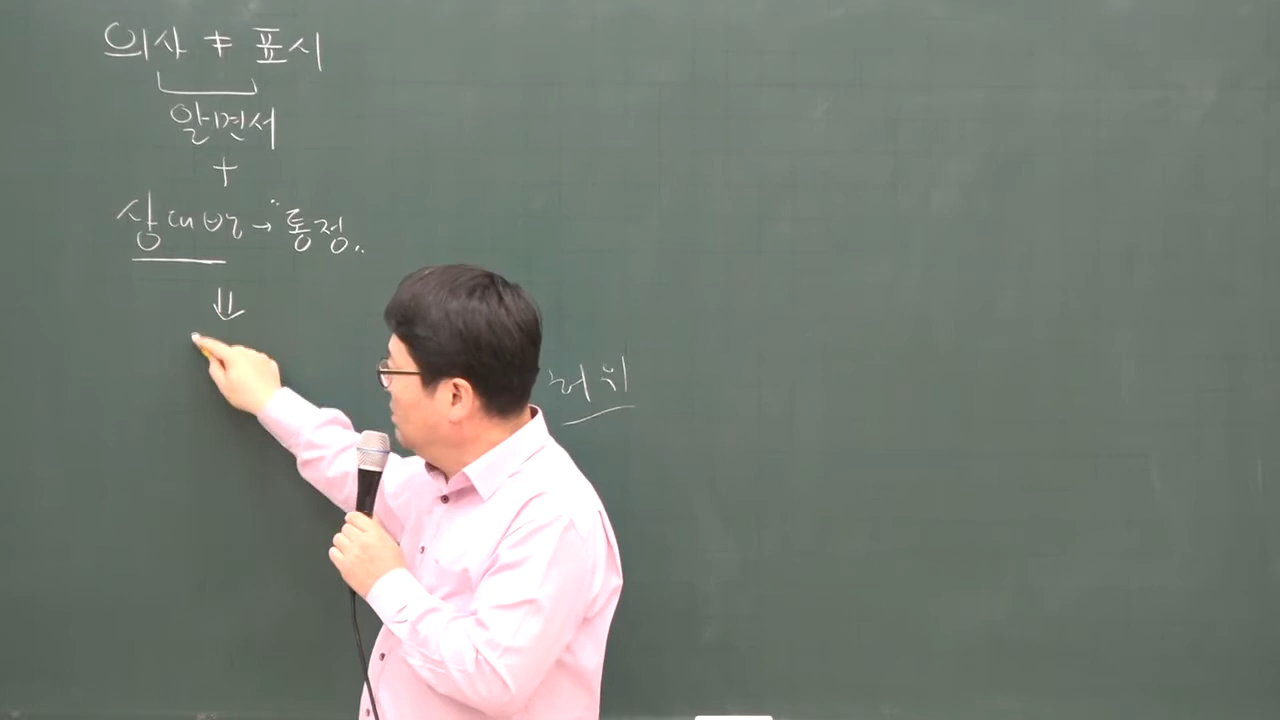 의사 ≠ 표시
알면서
+
상대방 → "통정"
⇓
허위